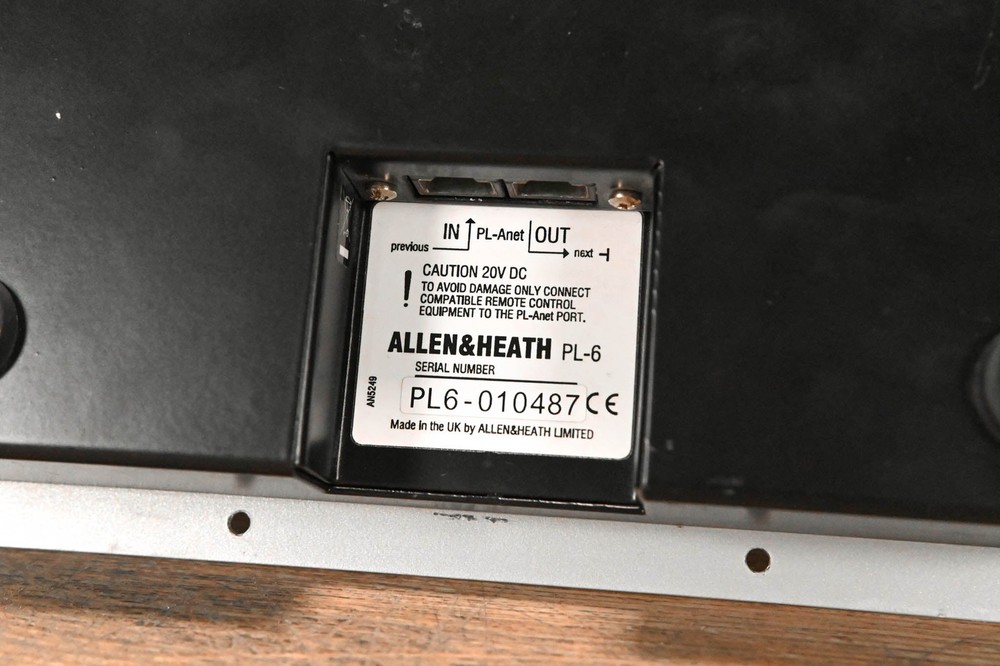 IN PL-Anet OUT
previous next
! CAUTION 20V DC
TO AVOID DAMAGE ONLY CONNECT
COMPATIBLE REMOTE CONTROL
EQUIPMENT TO THE PL-Anet PORT.
ALLEN&HEATH PL-6
SERIAL NUMBER
AN5249
PL6-010487 CE
Made in the UK by ALLEN&HEATH LIMITED